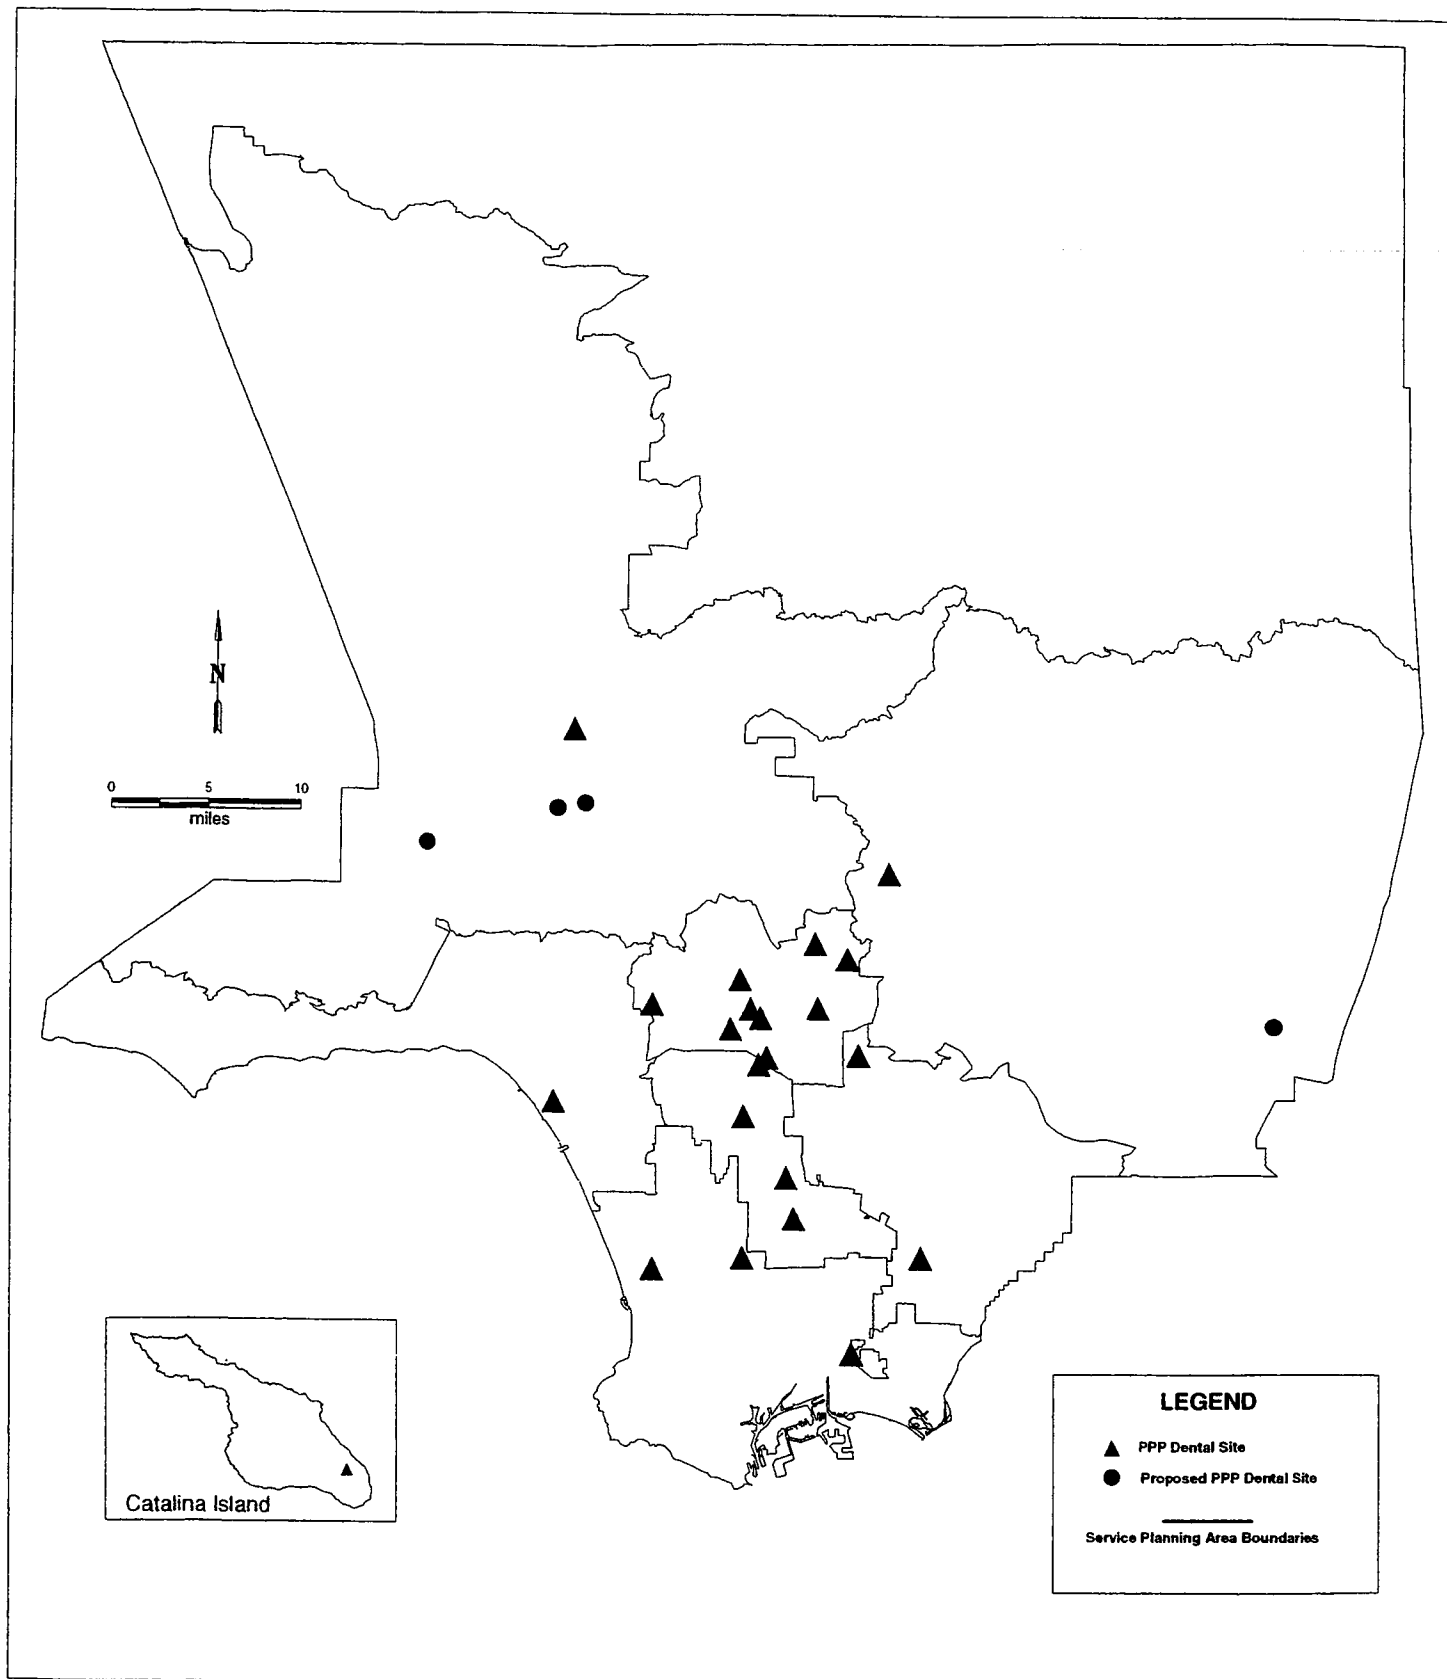 N
0 5 10
miles
Catalina Island
LEGEND
PPP Dental Site
Proposed PPP Dental Site
Service Planning Area Boundaries